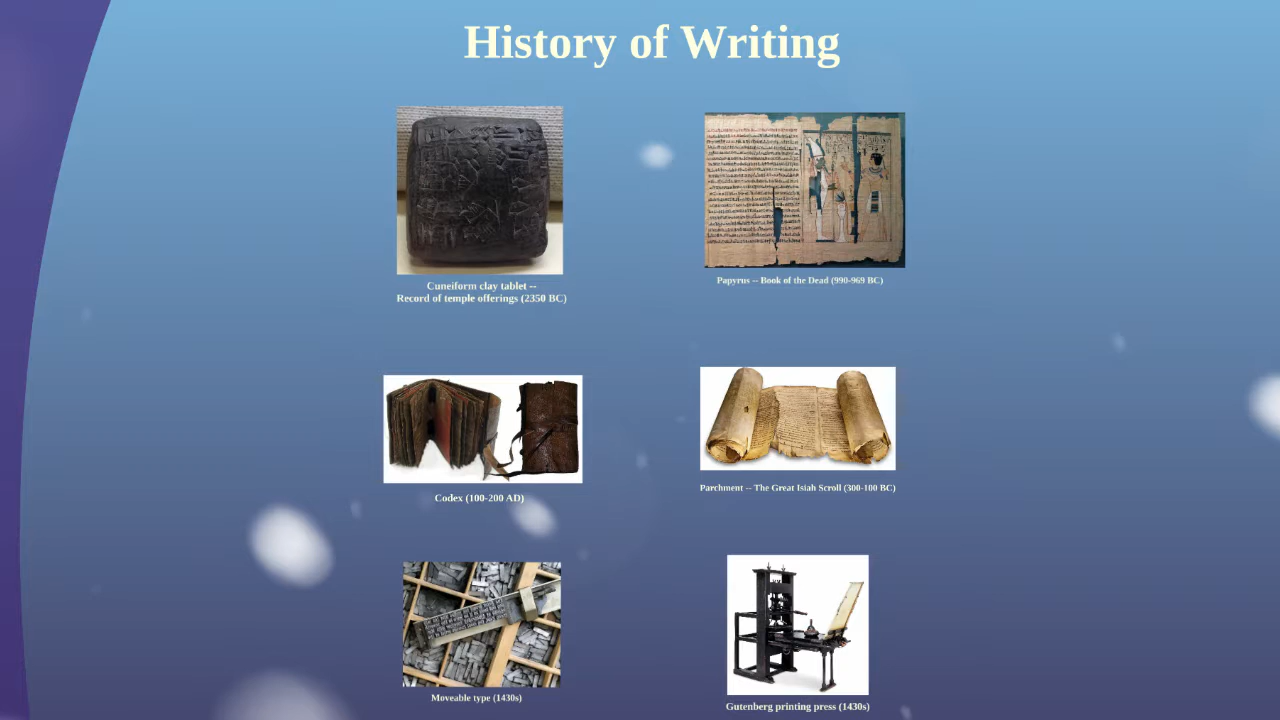 History of Writing
Cuneiform clay tablet --
Record of temple offerings (2350 BC)
Papyrus -- Book of the Dead (990-969 BC)
Codex (100-200 AD)
Parchment -- The Great Isiah Scroll (300-100 BC)
Moveable type (1430s)
Gutenberg printing press (1430s)